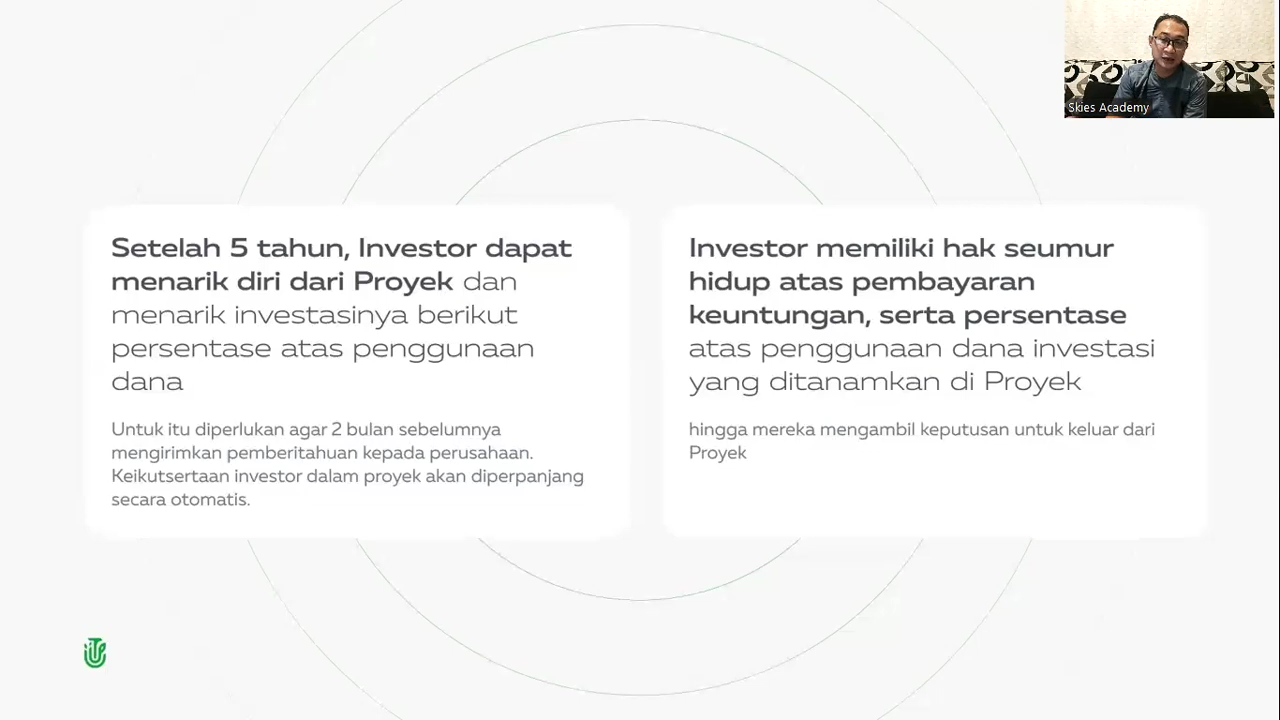 Skies Academy
Setelah 5 tahun, Investor dapat
menarik diri dari Proyek dan
menarik investasinya berikut
persentase atas penggunaan
dana
Untuk itu diperlukan agar 2 bulan sebelumnya
mengirimkan pemberitahuan kepada perusahaan.
Keikutsertaan investor dalam proyek akan diperpanjang
secara otomatis.
Investor memiliki hak seumur
hidup atas pembayaran
keuntungan, serta persentase
atas penggunaan dana investasi
yang ditanamkan di Proyek
hingga mereka mengambil keputusan untuk keluar dari
Proyek